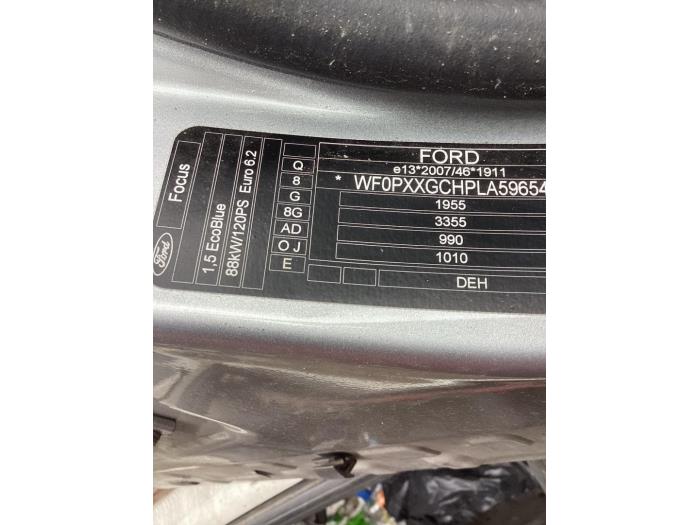 Ford
Focus
1,5 EcoBlue
88kW/120PS Euro 6.2
Q
8
G
8G
AD
O J
E
FORD
e13*2007/46*1911
* WF0PXXGCHPLA59654
1955
3355
990
1010
DEH